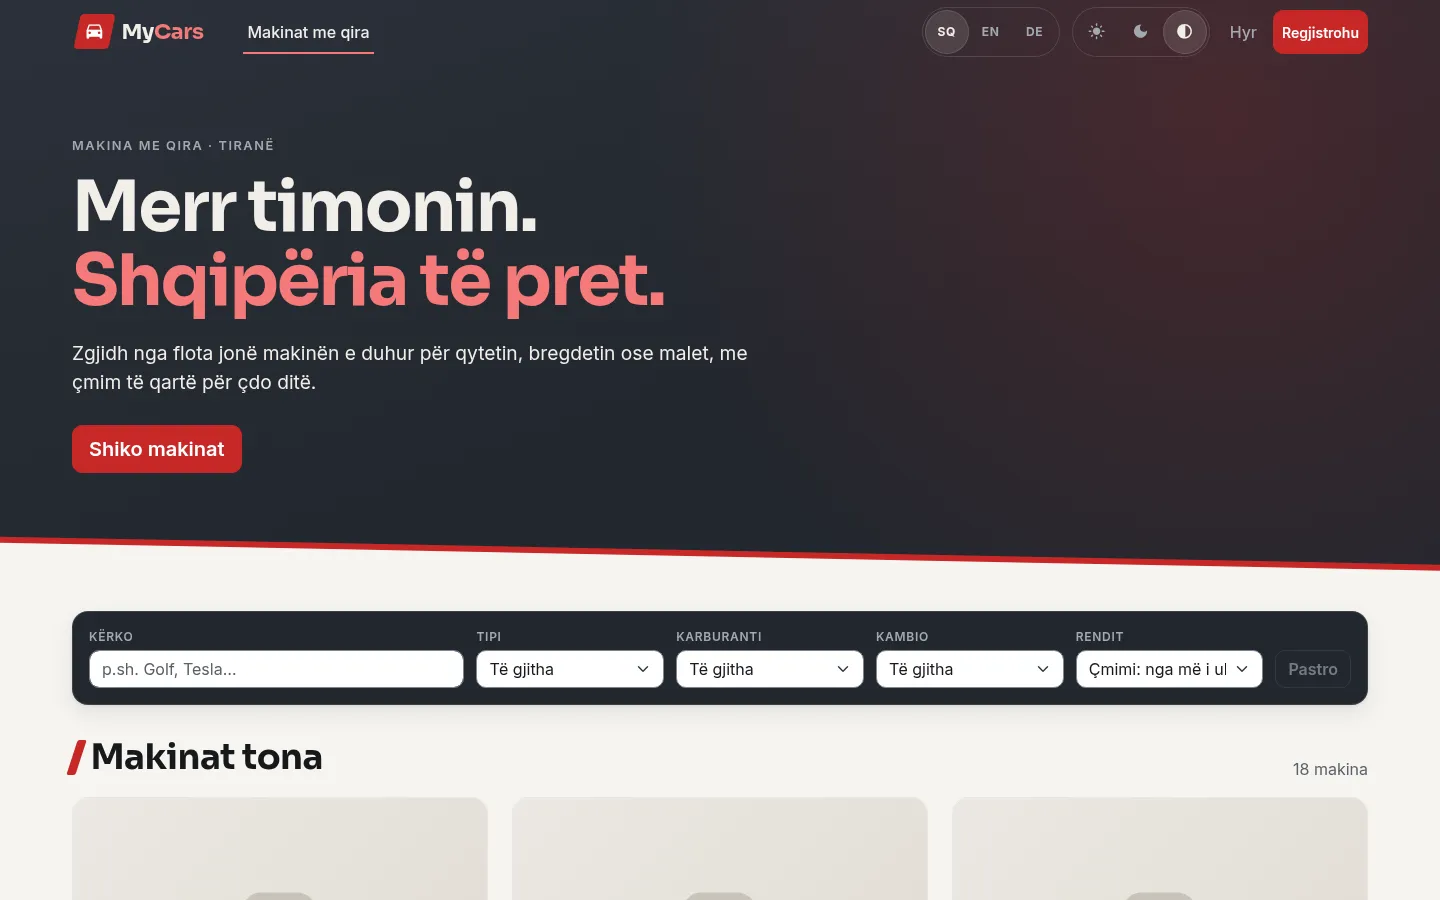 MyCars
Makinat me qira
SQ EN DE
Hyr
Regjistrohu
MAKINA ME QIRA · TIRANË
Merr timonin.
Shqipëria të pret.
Zgjidh nga flota jonë makinën e duhur për qytetin, bregdetin ose malet, me
çmim të qartë për çdo ditë.
Shiko makinat
KËRKO TIPI KARBURANTI KAMBIO RENDIT
p.sh. Golf, Tesla... Të gjitha Të gjitha Të gjitha Çmimi: nga më i ul Pastro
Makinat tona
18 makina